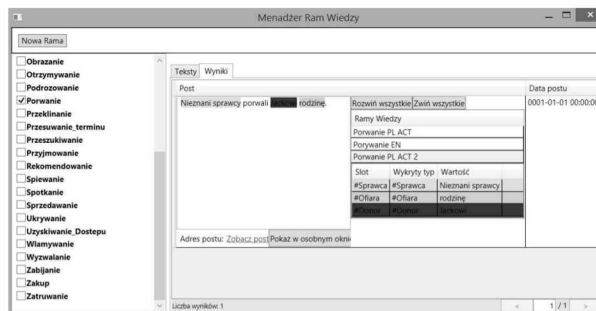 Menadżer Ram Wiedzy
Nowa Rama
Obrazanie
Otrzymywanie
Podrozowanie
Porwanie
Przeklinanie
Przesuwanie_terminu
Przeszukiwanie
Przyjmowanie
Rekomendowanie
Spiewanie
Spotkanie
Sprzedawanie
Ukrywanie
Uzyskiwanie_Dostepu
Wlamywanie
Wyzwalanie
Zabijanie
Zakup
Zatruwanie
Teksty Wyniki
Post Data postu
Nieznani sprawcy porwali Jackowi rodzinę. Rozwiń wszystkie Zwiń wszystkie 0001-01-01 00:00:00
Ramy Wiedzy
Porwanie PL ACT
Porywanie EN
Porwanie PL ACT 2
Slot Wykryty typ Wartość
#Sprawca #Sprawca Nieznani sprawcy
#Ofiara #Ofiara rodzinę
#Donor #Donor Jackowi
Adres postu: Zobacz post Pokaż w osobnym oknie
Liczba wyników: 1 < 1 / 1 >